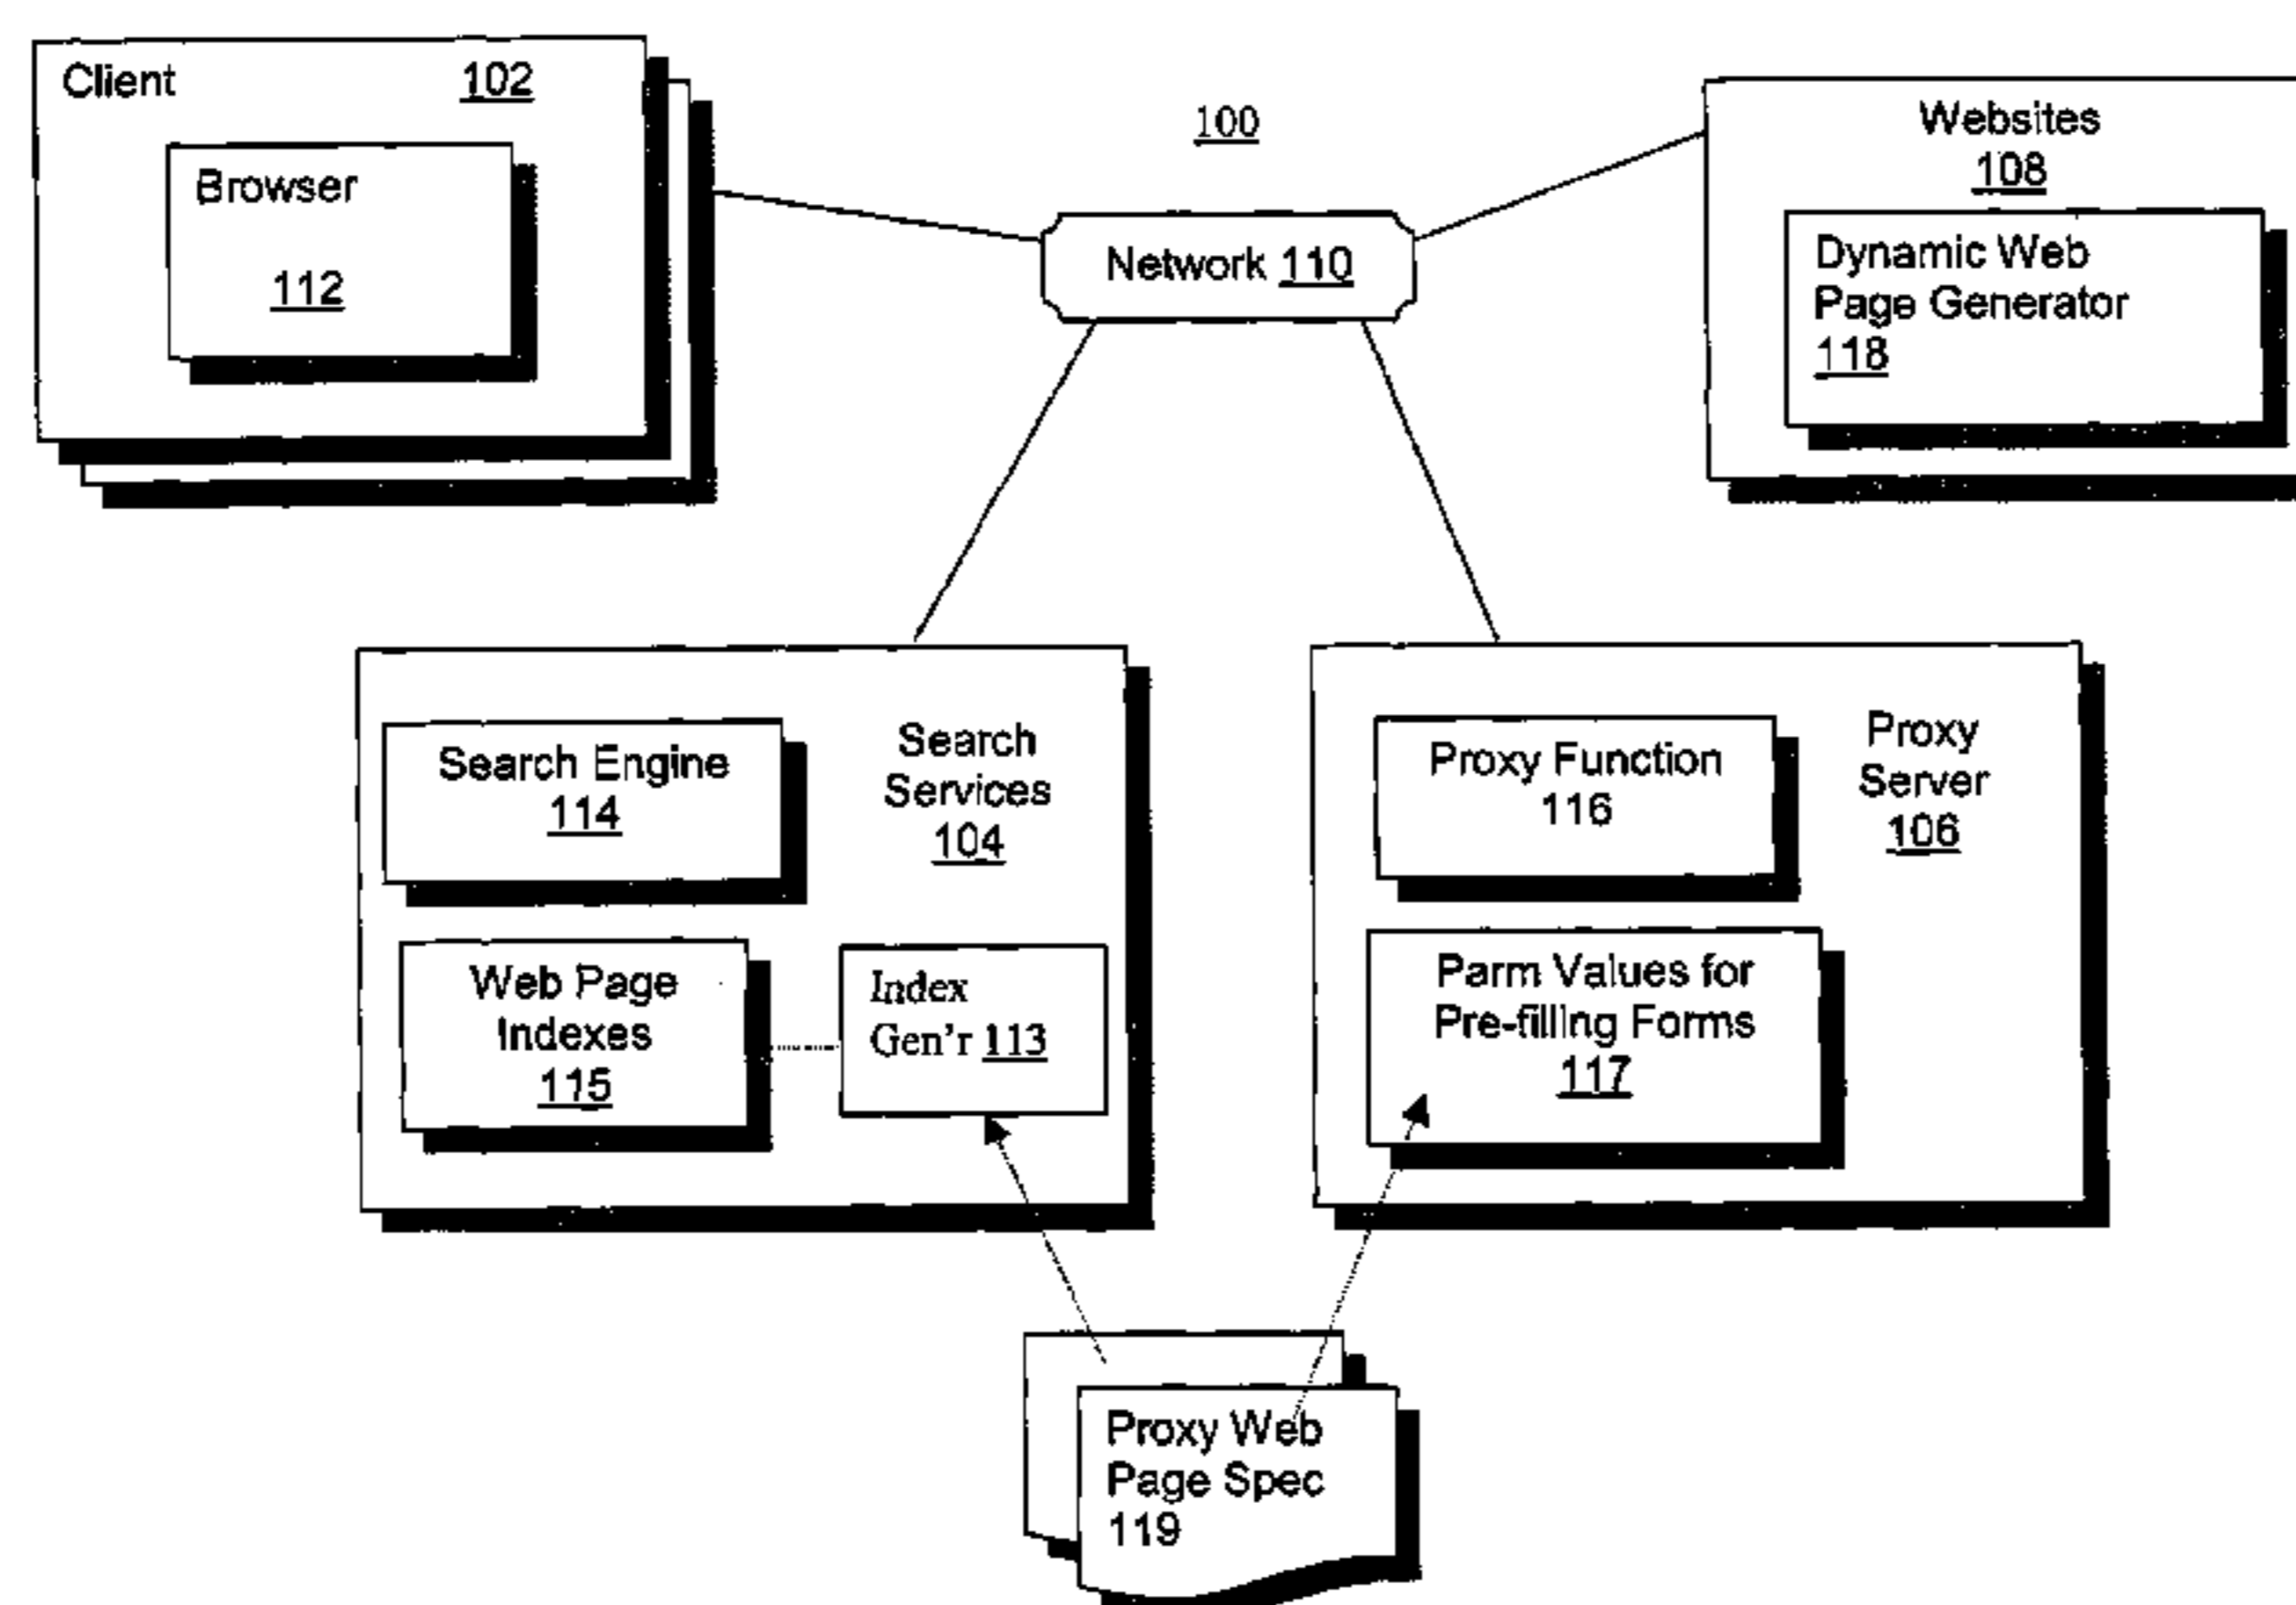 Client 102
Browser
112
100
Network 110
Websites
108
Dynamic Web
Page Generator
118
Search Engine
114
Search
Services
104
Web Page
Indexes
115
Index
Gen'r 113
Proxy Function
116
Proxy
Server
106
Parm Values for
Pre-filling Forms
117
Proxy Web
Page Spec
119